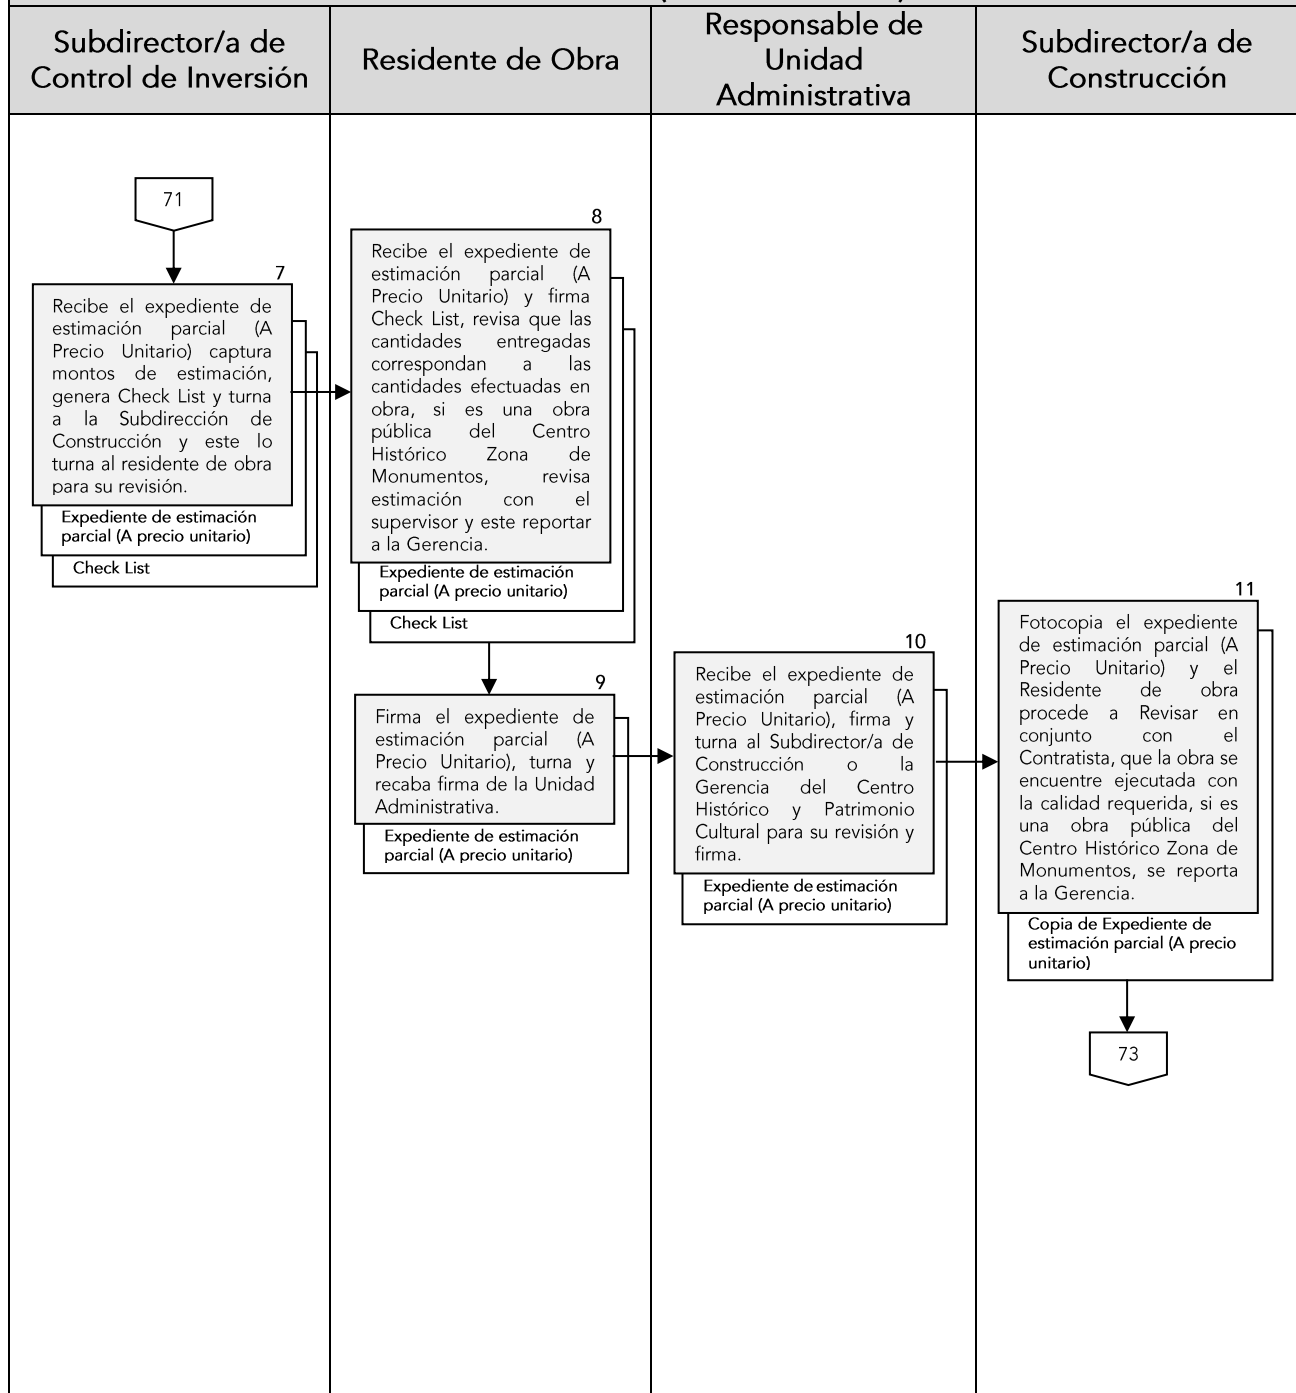 Subdirector/a de
Control de Inversión
Residente de Obra
Responsable de
Unidad
Administrativa
Subdirector/a de
Construcción
71
7
Recibe el expediente de
estimación parcial (A
Precio Unitario) captura
montos de estimación,
genera Check List y turna
a la Subdirección de
Construcción y este lo
turna al residente de obra
para su revisión.
Expediente de estimación
parcial (A precio unitario)
Check List
8
Recibe el expediente de
estimación parcial (A
Precio Unitario) y firma
Check List, revisa que las
cantidades entregadas
correspondan a las
cantidades efectuadas en
obra, si es una obra
pública del Centro
Histórico Zona de
Monumentos, revisa
estimación con el
supervisor y este reportar
a la Gerencia.
Expediente de estimación
parcial (A precio unitario)
Check List
9
Firma el expediente de
estimación parcial (A
Precio Unitario), turna y
recaba firma de la Unidad
Administrativa.
Expediente de estimación
parcial (A precio unitario)
10
Recibe el expediente de
estimación parcial (A
Precio Unitario), firma y
turna al Subdirector/a de
Construcción o la
Gerencia del Centro
Histórico y Patrimonio
Cultural para su revisión y
firma.
Expediente de estimación
parcial (A precio unitario)
11
Fotocopia el expediente
de estimación parcial (A
Precio Unitario) y el
Residente de obra
procede a Revisar en
conjunto con el
Contratista, que la obra se
encuentre ejecutada con
la calidad requerida, si es
una obra pública del
Centro Histórico Zona de
Monumentos, se reporta
a la Gerencia.
Copia de Expediente de
estimación parcial (A precio
unitario)
73